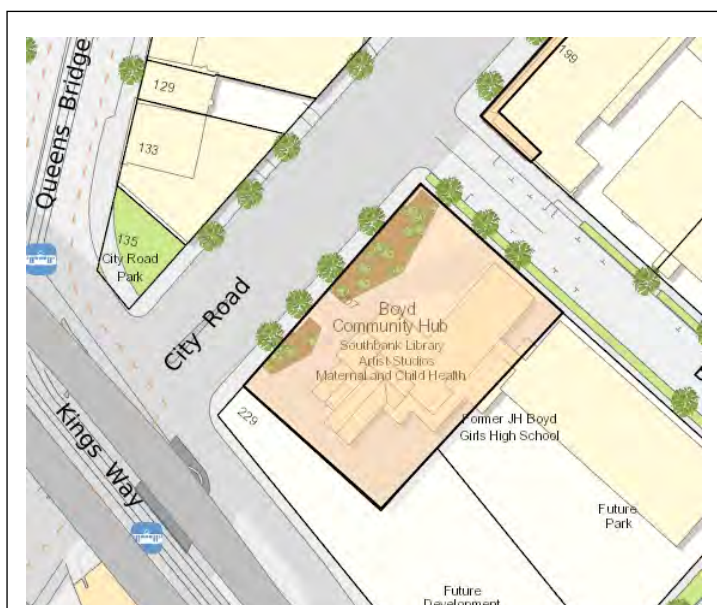 Queens Bridge
129
133
135
City Road
Park
City Road
Kings Way
199
Boyd
Community Hub
Southbank Library
Artist Studios
Maternal and Child Health
229
Former JH Boyd
Girls High School
Future
Park
Future
Development